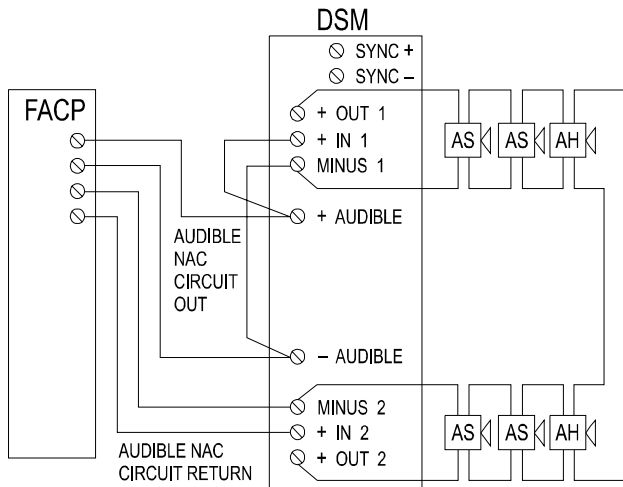 DSM
SYNC +
SYNC –
FACP
+ OUT 1
+ IN 1
MINUS 1
AS
AS
AH
+ AUDIBLE
AUDIBLE
NAC
CIRCUIT
OUT
– AUDIBLE
MINUS 2
+ IN 2
+ OUT 2
AS
AS
AH
AUDIBLE NAC
CIRCUIT RETURN